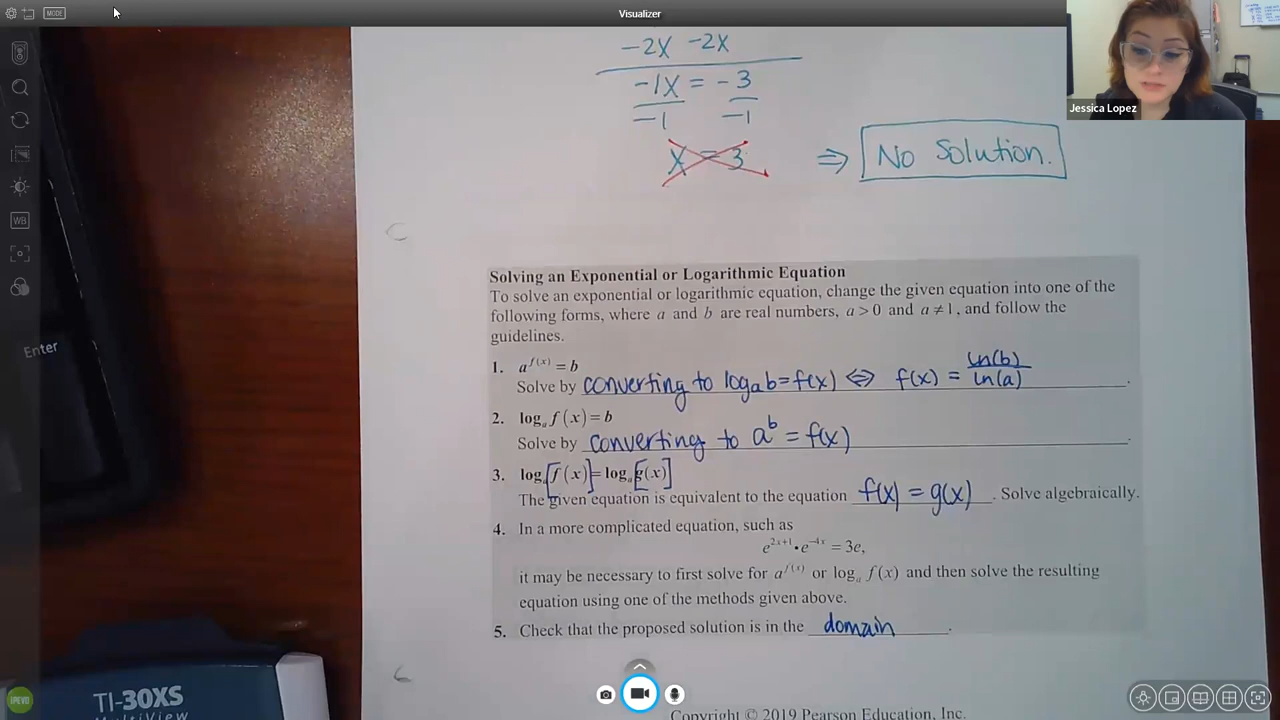 MODE
Visualizer
Jessica Lopez
WB
Enter
-2x -2x
-1x = -3
-1 -1
x = 3 ⇒ No Solution.
Solving an Exponential or Logarithmic Equation
To solve an exponential or logarithmic equation, change the given equation into one of the
following forms, where a and b are real numbers, a > 0 and a ≠ 1, and follow the
guidelines.
1. a^f(x) = b
Solve by converting to log_a b = f(x) ⇔ f(x) = ln(b)/ln(a).
2. log_a f(x) = b
Solve by converting to a^b = f(x).
3. log_a [f(x)] = log_a [g(x)]
The given equation is equivalent to the equation f(x) = g(x). Solve algebraically.
4. In a more complicated equation, such as
e^(2x+1) • e^(-4x) = 3e,
it may be necessary to first solve for a^f(x) or log_a f(x) and then solve the resulting
equation using one of the methods given above.
5. Check that the proposed solution is in the domain.
TI-30XS
MultiView
IPEVO
Copyright © 2019 Pearson Education, Inc.